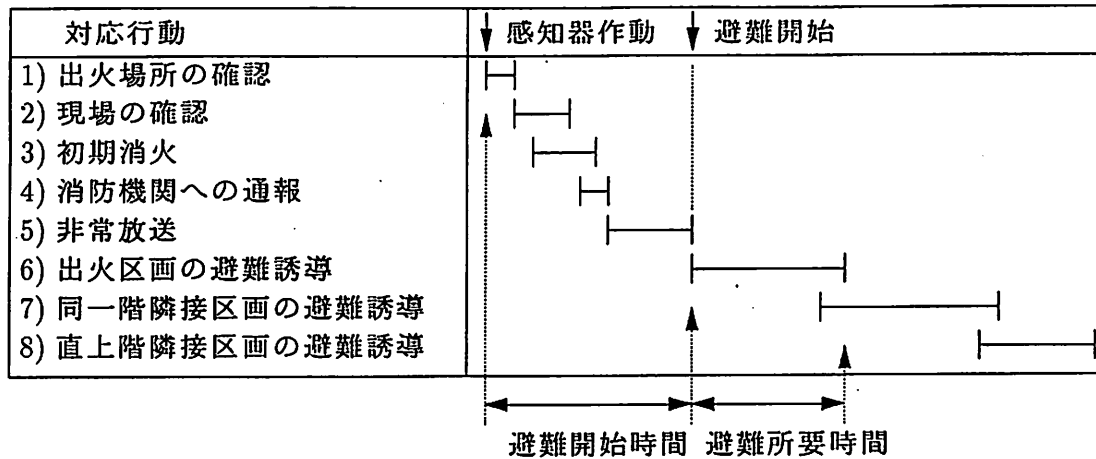 対応行動 感知器作動 避難開始
1) 出火場所の確認
2) 現場の確認
3) 初期消火
4) 消防機関への通報
5) 非常放送
6) 出火区画の避難誘導
7) 同一階隣接区画の避難誘導
8) 直上階隣接区画の避難誘導
避難開始時間 避難所要時間